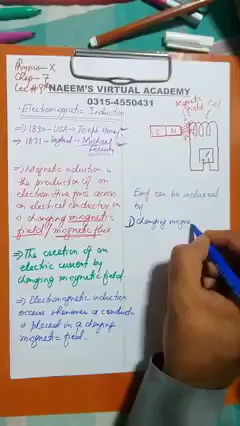 Physics-X
Chap-7
Lec # 8
NAEEM'S VIRTUAL ACADEMY
0315-4550431
Electromagnetic Induction
⇒ 1830 - USA → Joseph Henry
⇒ 1831 - England - Michael
Magnetic induction is
the production of an
electromotive force across
an electrical conductor in
a changing magnetic
field / magnetic flux
⇒ The creation of an
electric current by
changing magnetic field.
⇒ Electromagnetic induction
occurs whenever a conductor
is placed in a changing
magnetic field.
Magnetic
field
Coil
S N
Emf can be induced
by
1) Changing magne